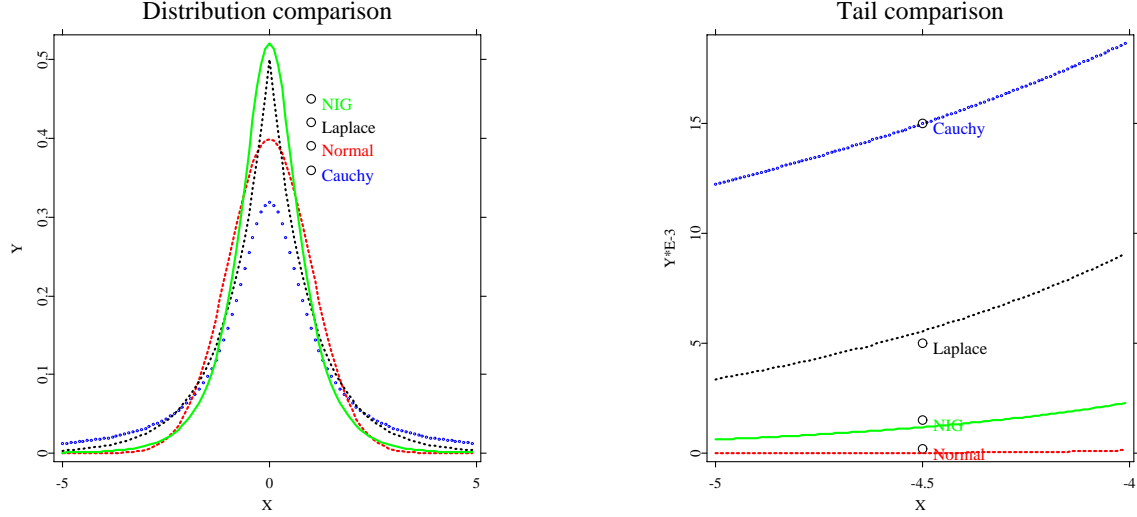 Distribution comparison
0.5
0.4
0.3
0.2
0.1
0
Y
NIG
Laplace
Normal
Cauchy
-5
0
5
X
Tail comparison
15
10
5
0
Y*E-3
Cauchy
Laplace
NIG
Normal
-5
-4.5
-4
X